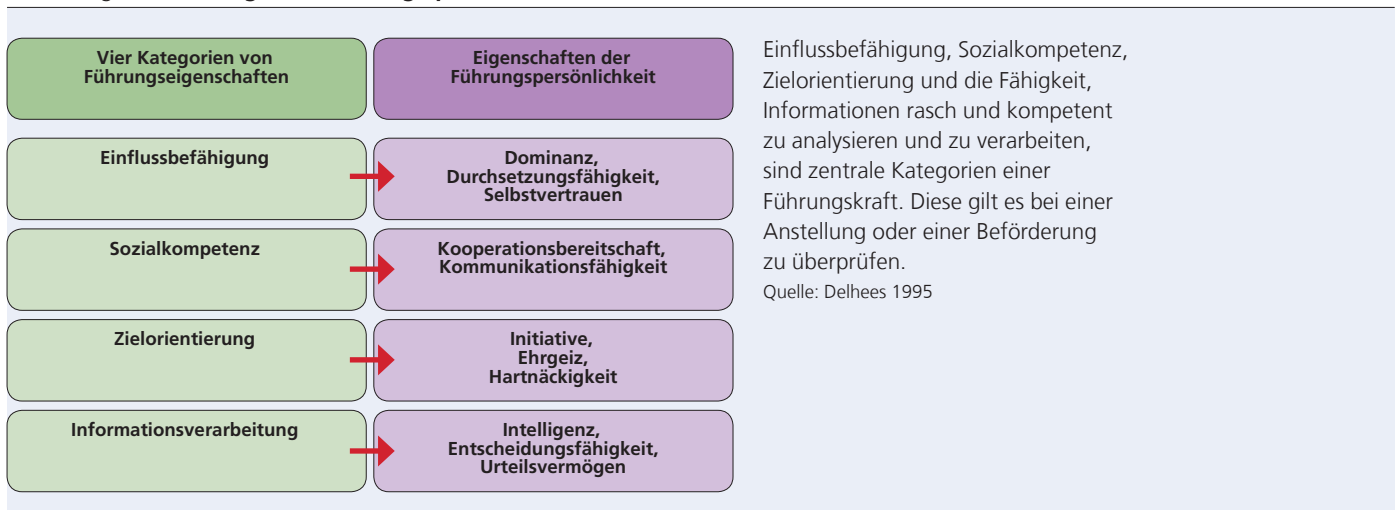 Vier Kategorien von
Führungseigenschaften
Eigenschaften der
Führungspersönlichkeit
Einflussbefähigung
Dominanz,
Durchsetzungsfähigkeit,
Selbstvertrauen
Sozialkompetenz
Kooperationsbereitschaft,
Kommunikationsfähigkeit
Zielorientierung
Initiative,
Ehrgeiz,
Hartnäckigkeit
Informationsverarbeitung
Intelligenz,
Entscheidungsfähigkeit,
Urteilsvermögen
Einflussbefähigung, Sozialkompetenz,
Zielorientierung und die Fähigkeit,
Informationen rasch und kompetent
zu analysieren und zu verarbeiten,
sind zentrale Kategorien einer
Führungskraft. Diese gilt es bei einer
Anstellung oder einer Beförderung
zu überprüfen.
Quelle: Delhees 1995